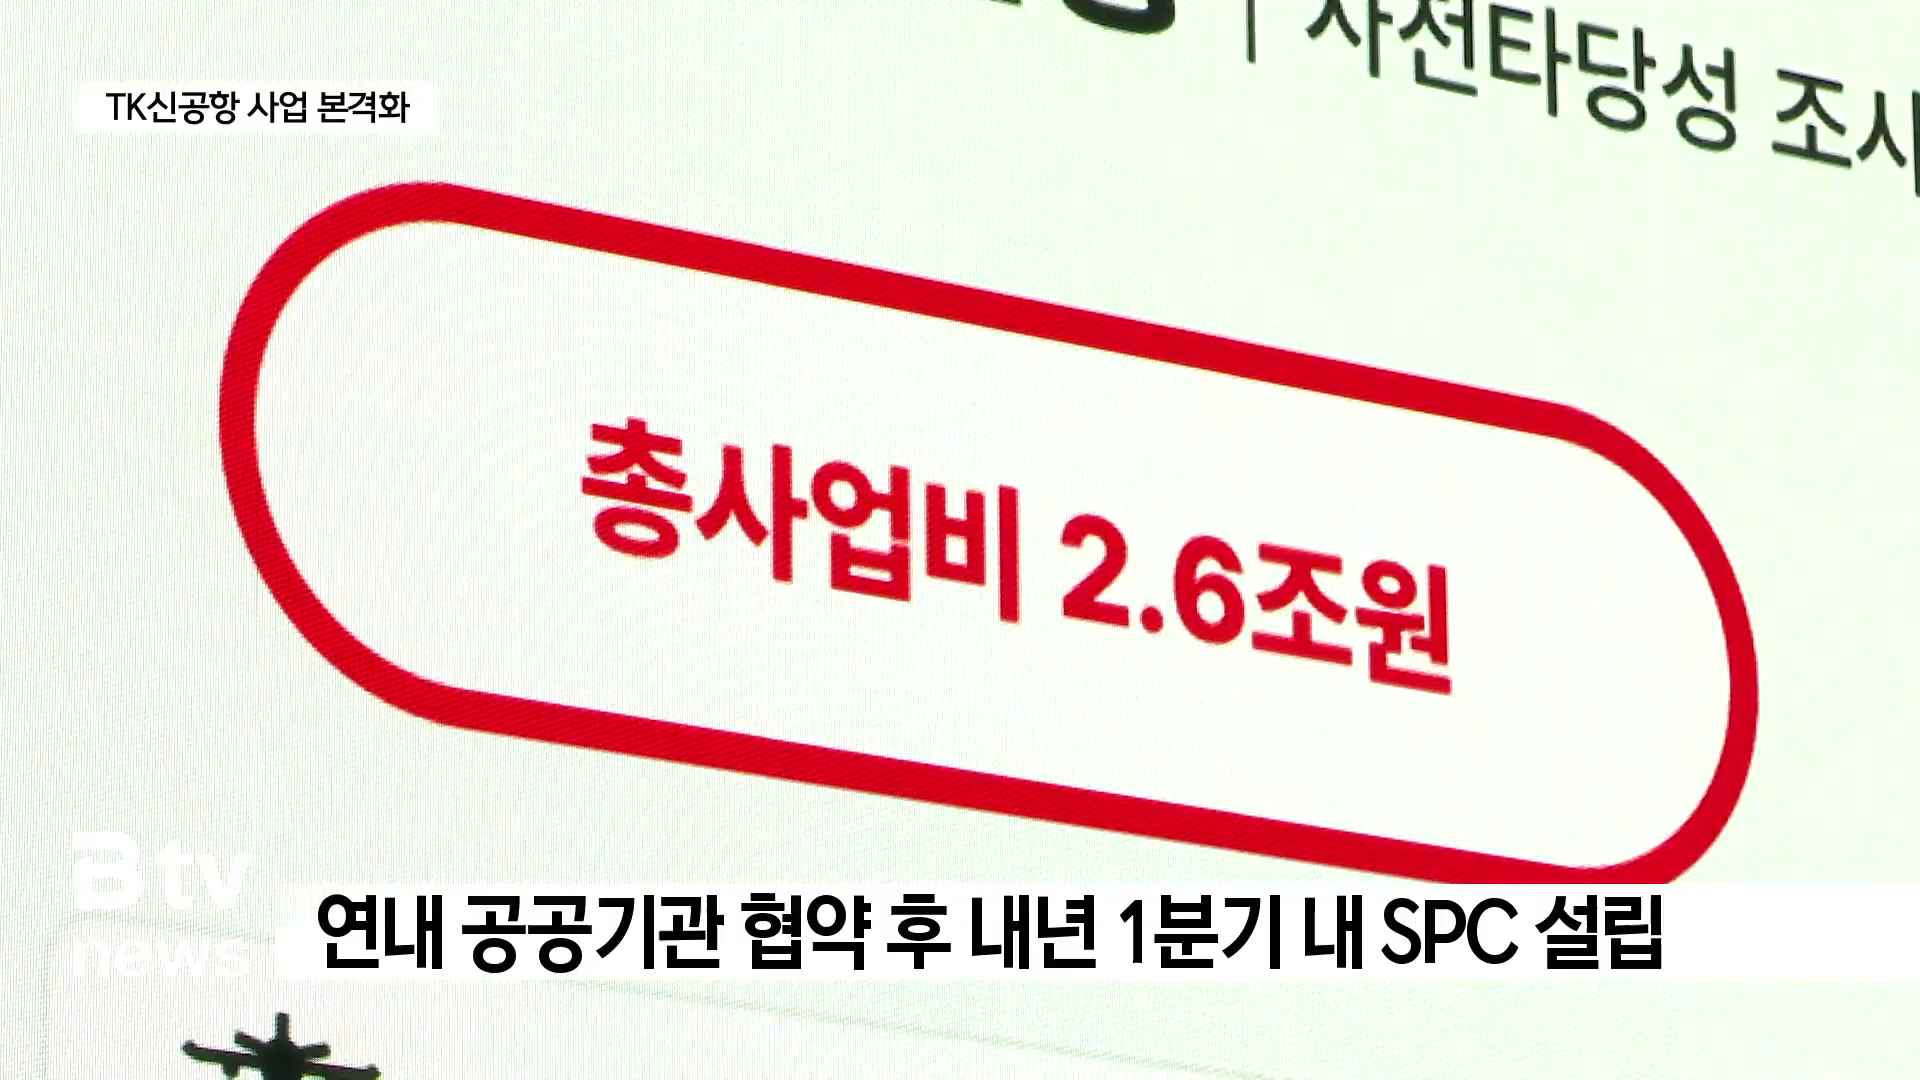 사전타당성 조사
TK신공항 사업 본격화
총사업비 2.6조원
B tv
news
연내 공공기관 협약 후 내년 1분기 내 SPC 설립